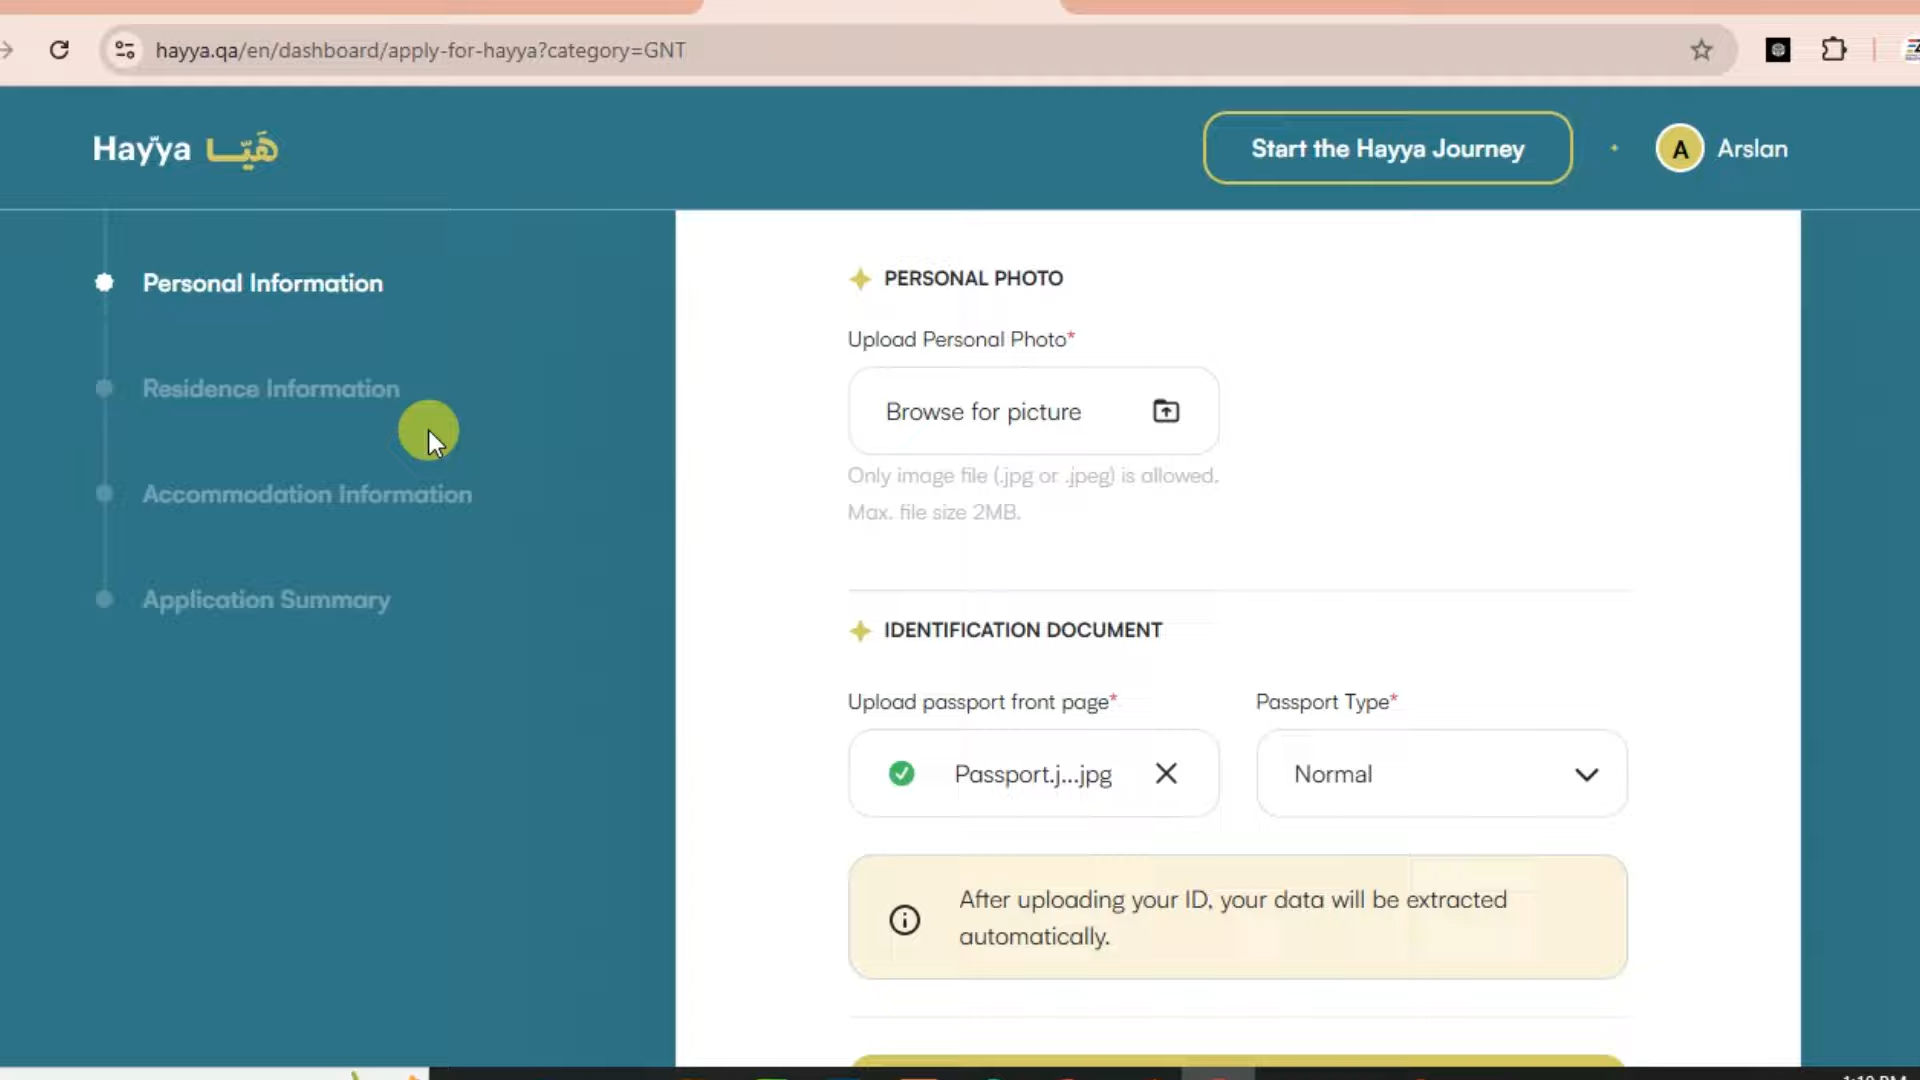 hayya.qa/en/dashboard/apply-for-hayya?category=GNT
Hayya هَيّا
Start the Hayya Journey
A
Arslan
Personal Information
Residence Information
Accommodation Information
Application Summary
PERSONAL PHOTO
Upload Personal Photo*
Browse for picture
Only image file (.jpg or .jpeg) is allowed.
Max. file size 2MB.
IDENTIFICATION DOCUMENT
Upload passport front page*
Passport Type*
Passport.j...jpg
Normal
After uploading your ID, your data will be extracted
automatically.